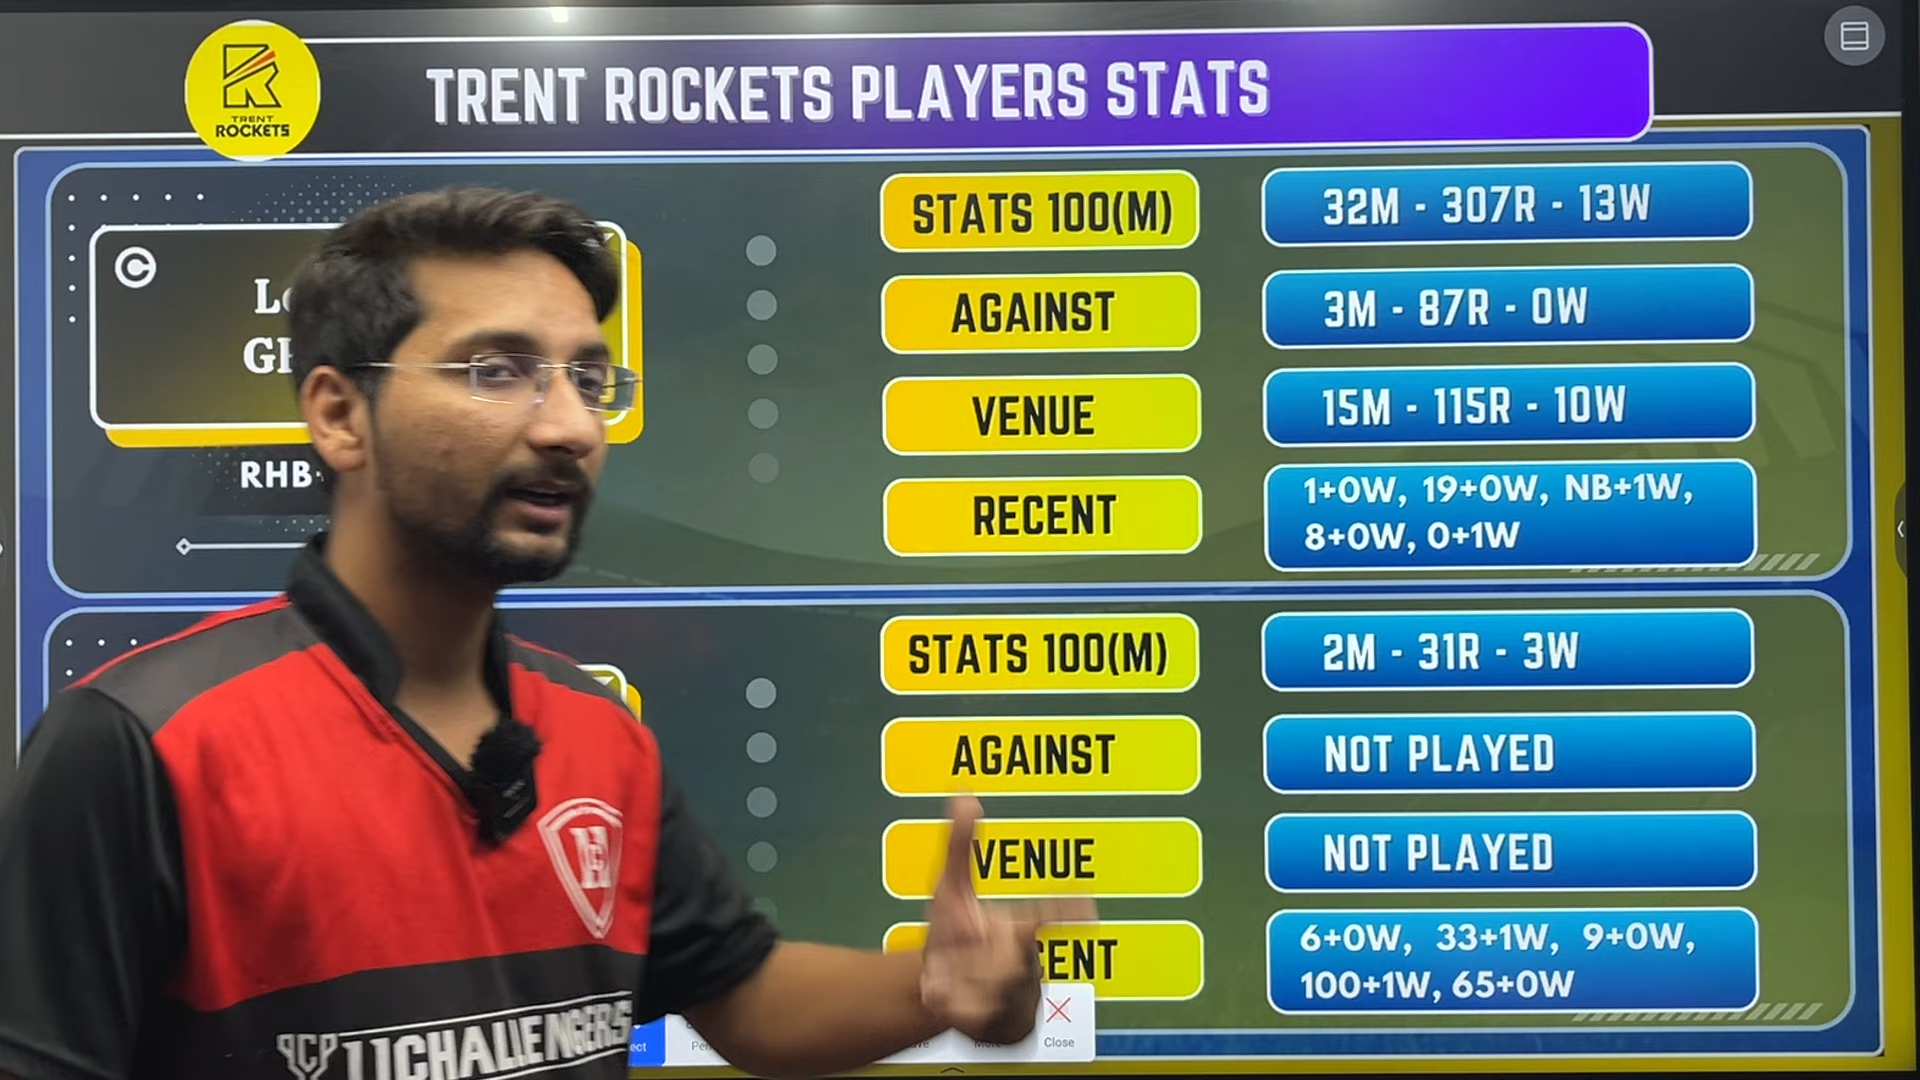 TRENT
ROCKETS
TRENT ROCKETS PLAYERS STATS
C
RHB
STATS 100(M)
32M - 307R - 13W
AGAINST
3M - 87R - 0W
VENUE
15M - 115R - 10W
RECENT
1+0W, 19+0W, NB+1W,
8+0W, 0+1W
STATS 100(M)
2M - 31R - 3W
AGAINST
NOT PLAYED
VENUE
NOT PLAYED
CENT
6+0W, 33+1W, 9+0W,
100+1W, 65+0W
Close
11CHALLENGERS